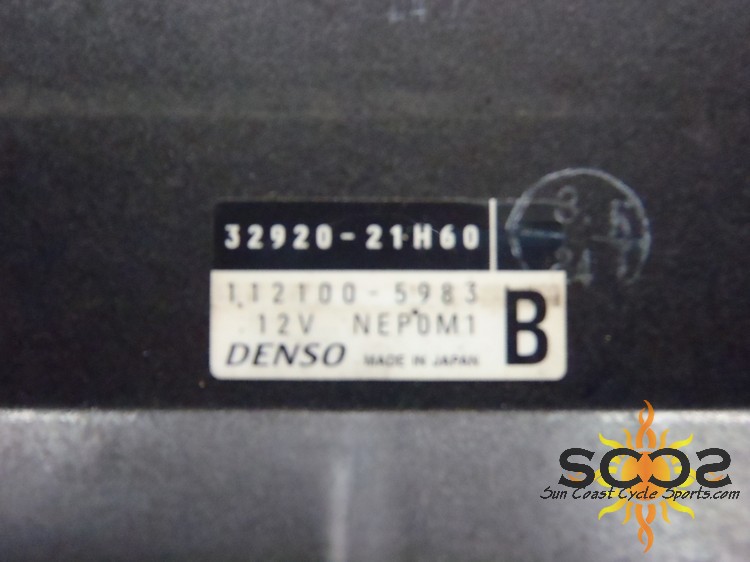 32920-21H60
112100-5983
12V NEP0M1
B
DENSO MADE IN JAPAN
SCCS
Sun Coast Cycle Sports.com